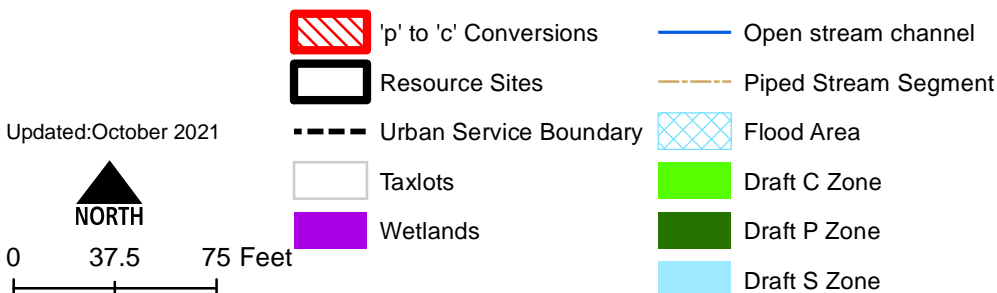 'p' to 'c' Conversions
Resource Sites
Urban Service Boundary
Taxlots
Wetlands
Open stream channel
Piped Stream Segment
Flood Area
Draft C Zone
Draft P Zone
Draft S Zone
Updated:October 2021
NORTH
0 37.5 75 Feet